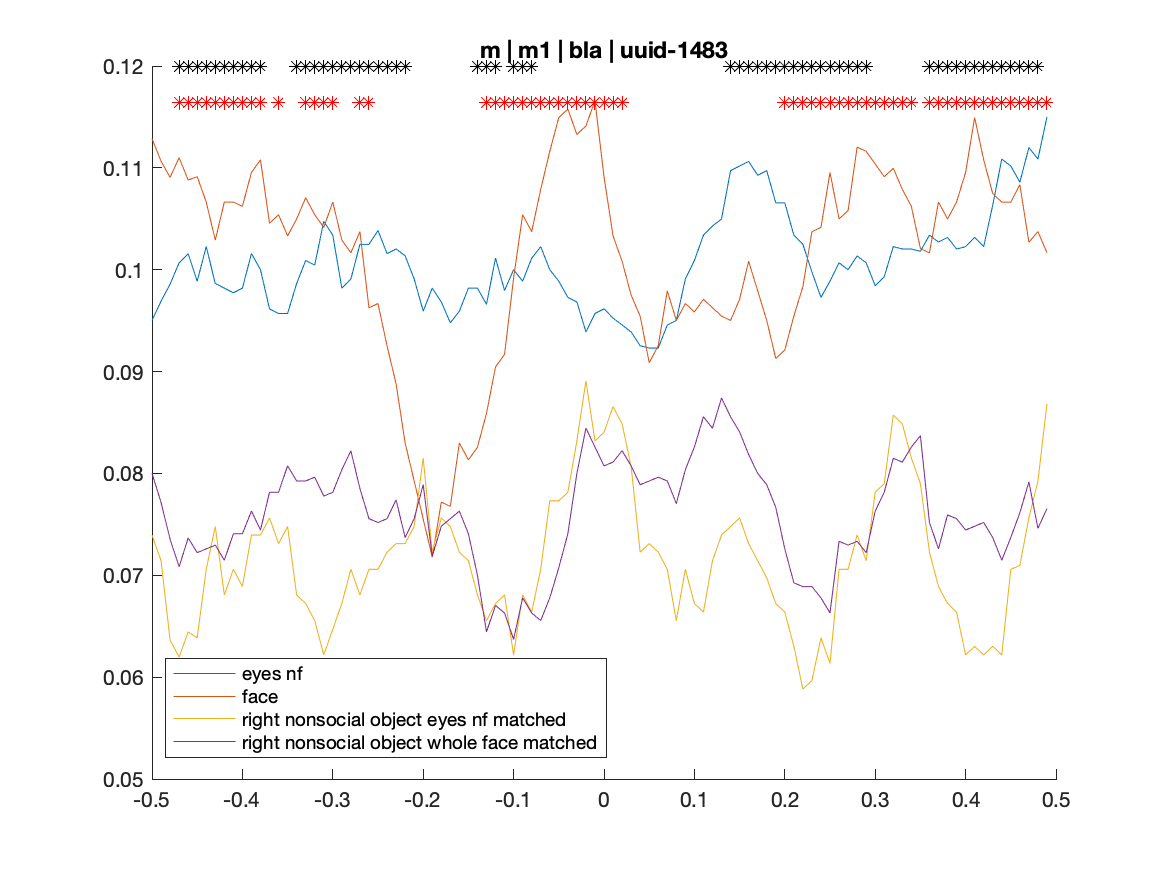 m | m1 | bla | uuid-1483
0.12
0.11
0.1
0.09
0.08
0.07
0.06
0.05
eyes nf
face
right nonsocial object eyes nf matched
right nonsocial object whole face matched
-0.5 -0.4 -0.3 -0.2 -0.1 0 0.1 0.2 0.3 0.4 0.5